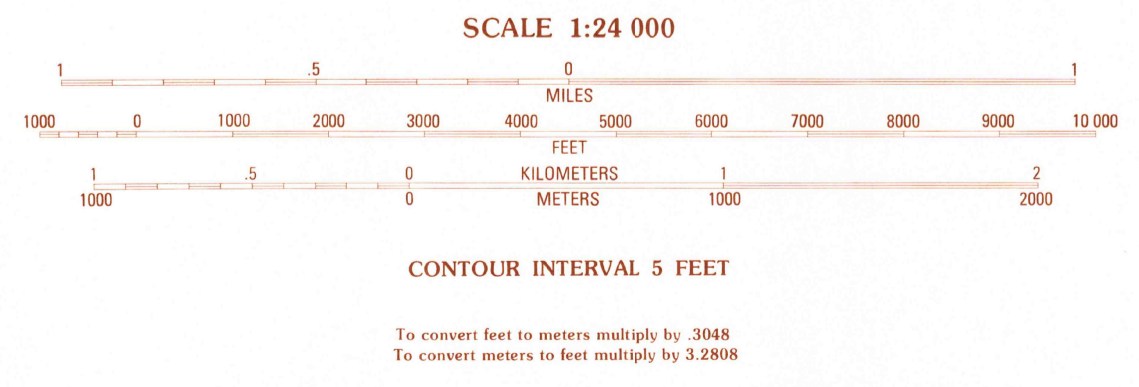 SCALE 1:24 000
1 .5 0 1
MILES
1000 0 1000 2000 3000 4000 5000 6000 7000 8000 9000 10 000
FEET
1 .5 0 KILOMETERS 1 2
1000 0 METERS 1000 2000
CONTOUR INTERVAL 5 FEET
To convert feet to meters multiply by .3048
To convert meters to feet multiply by 3.2808